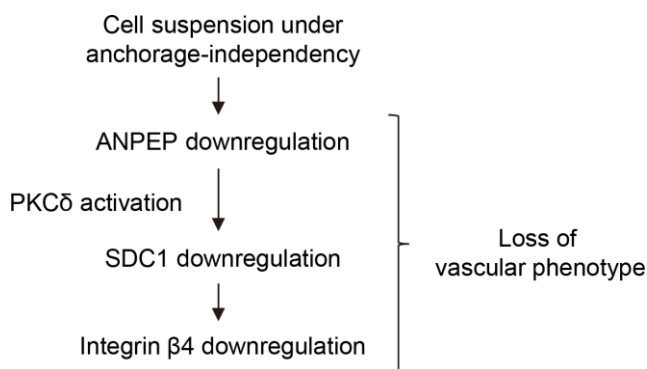 Cell suspension under
anchorage-independency
ANPEP downregulation
PKCδ activation
SDC1 downregulation
Integrin β4 downregulation
Loss of
vascular phenotype